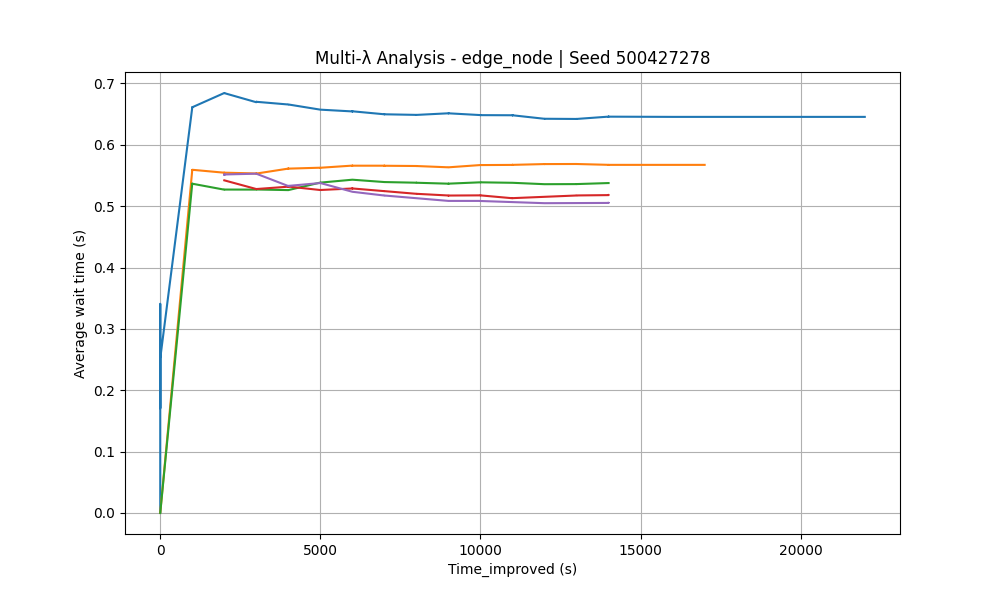 Multi-λ Analysis - edge_node | Seed 500427278
Average wait time (s)
0.7
0.6
0.5
0.4
0.3
0.2
0.1
0.0
0 5000 10000 15000 20000
Time_improved (s)